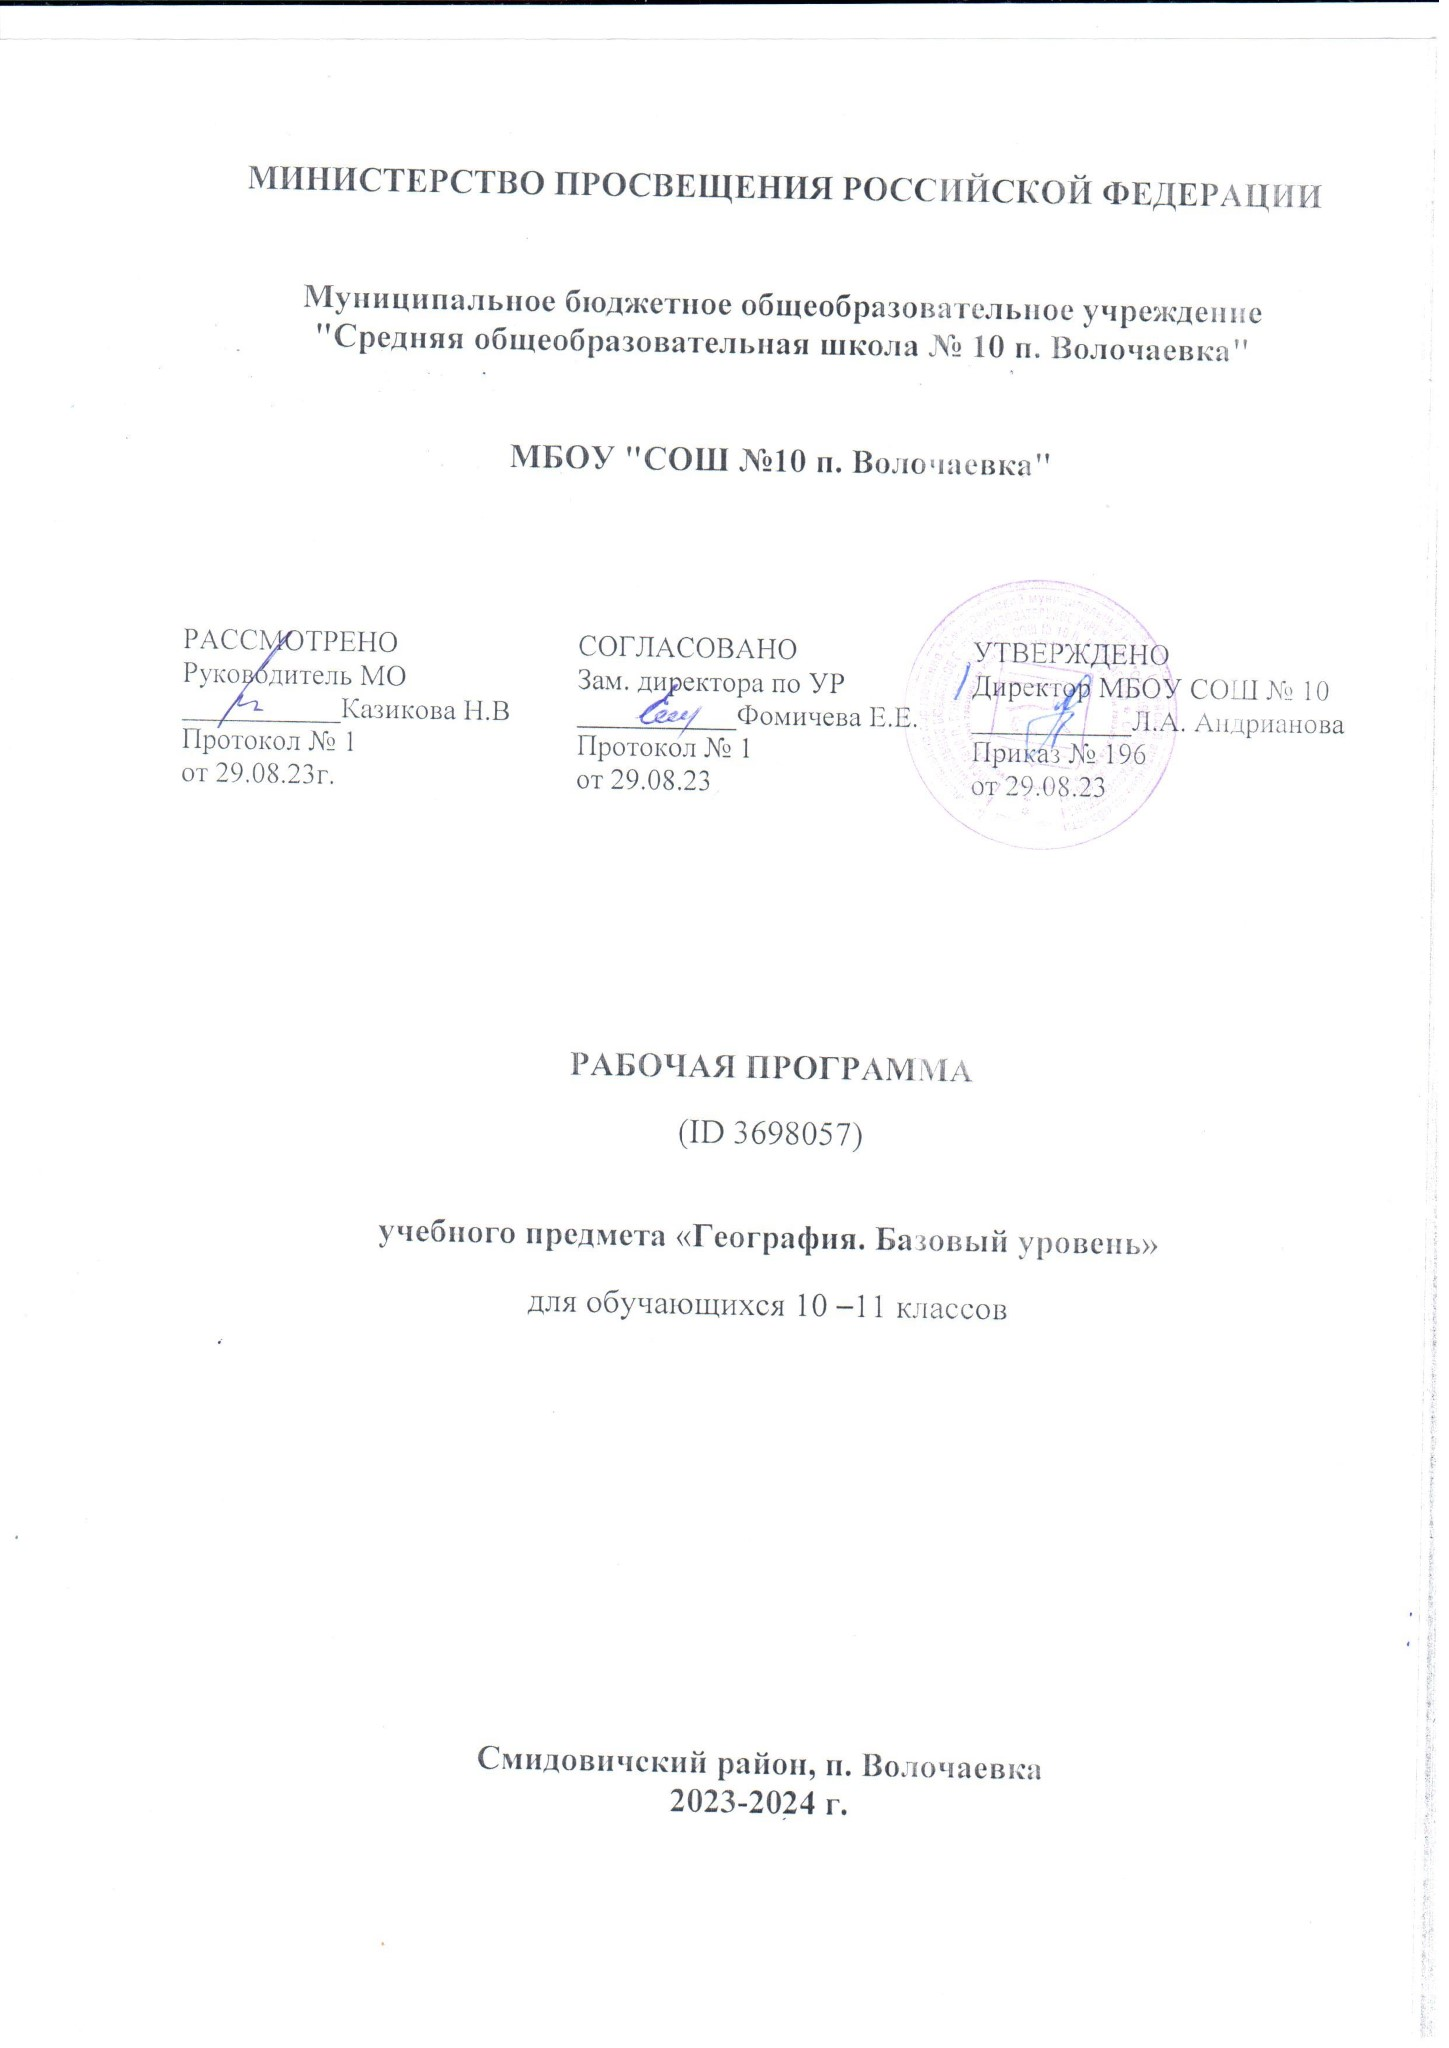 МИНИСТЕРСТВО ПРОСВЕЩЕНИЯ РОССИЙСКОЙ ФЕДЕРАЦИИ
Муниципальное бюджетное общеобразовательное учреждение
"Средняя общеобразовательная школа № 10 п. Волочаевка"
МБОУ "СОШ №10 п. Волочаевка"
РАССМОТРЕНО
Руководитель МО
___________Казикова Н.В
Протокол № 1
от 29.08.23г.
СОГЛАСОВАНО
Зам. директора по УР
___________Фомичева Е.Е.
Протокол № 1
от 29.08.23
УТВЕРЖДЕНО
Директор МБОУ СОШ № 10
___________Л.А. Андрианова
Приказ № 196
от 29.08.23
РАБОЧАЯ ПРОГРАММА
(ID 3698057)
учебного предмета «География. Базовый уровень»
для обучающихся 10 –11 классов
Смидовичский район, п. Волочаевка
2023-2024 г.